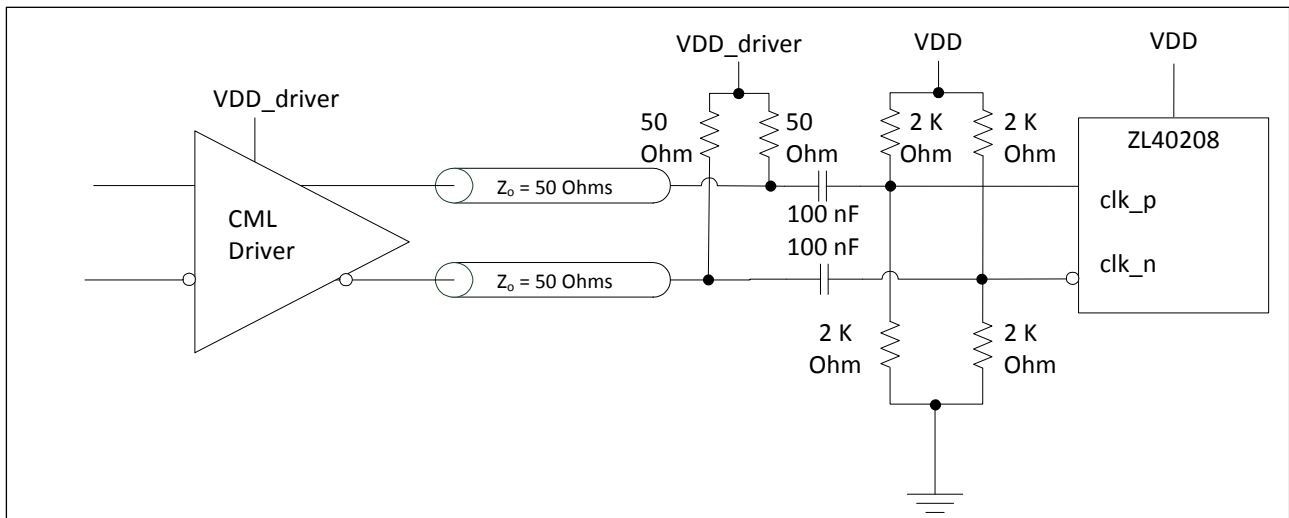 VDD_driver
VDD
VDD
VDD_driver
50
Ohm
50
Ohm
2 K
Ohm
2 K
Ohm
ZL40208
Zo = 50 Ohms
clk_p
CML
Driver
100 nF
100 nF
clk_n
Zo = 50 Ohms
2 K
Ohm
2 K
Ohm